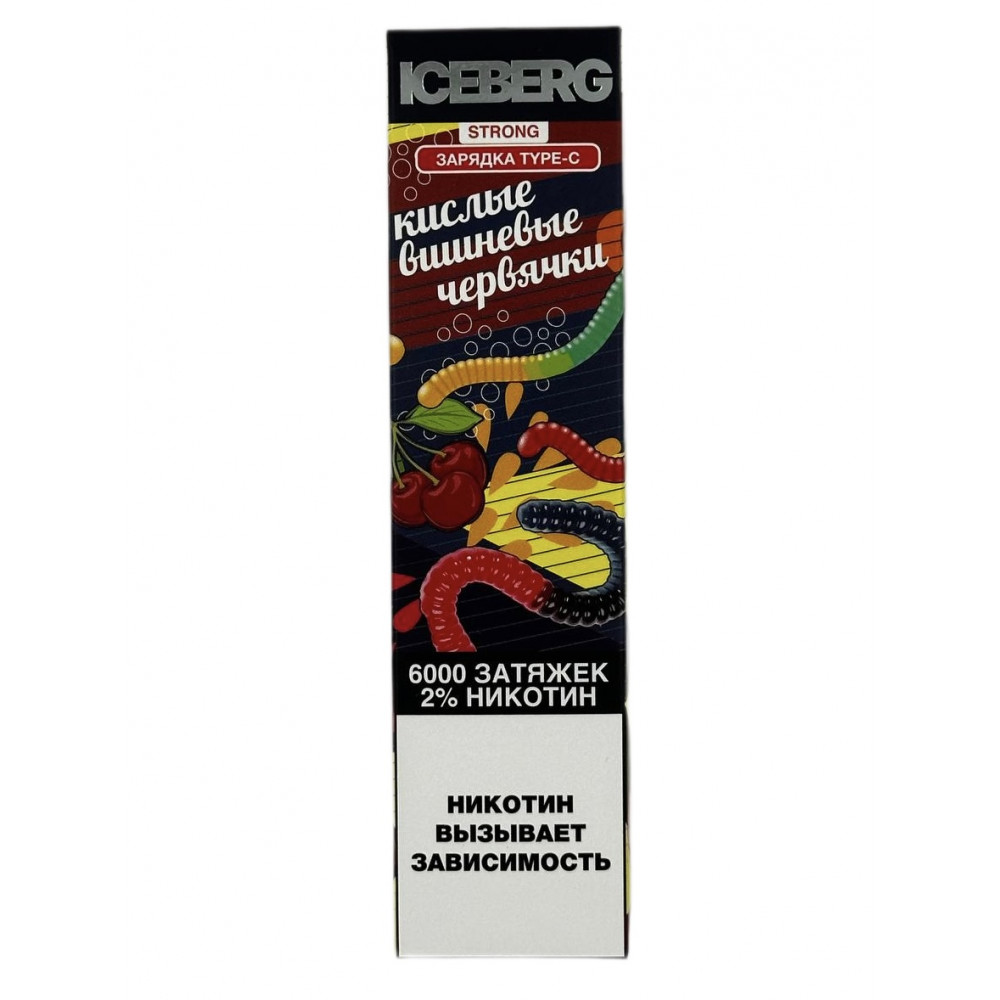 ICEBERG
STRONG
ЗАРЯДКА TYPE-C
кислые
вишневые
червячки
6000 ЗАТЯЖЕК
2% НИКОТИН
НИКОТИН
ВЫЗЫВАЕТ
ЗАВИСИМОСТЬ